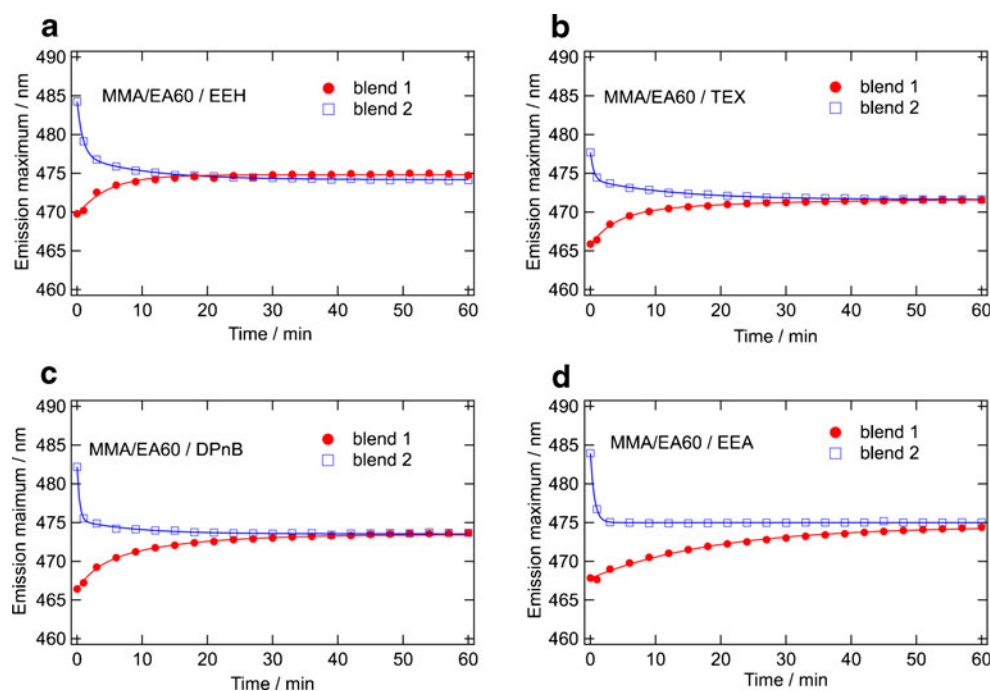 a
Emission maximum / nm
490
485
480
475
470
465
460
MMA/EA60 / EEH
blend 1
blend 2
0 10 20 30 40 50 60
Time / min
b
Emission maximum / nm
490
485
480
475
470
465
460
MMA/EA60 / TEX
blend 1
blend 2
0 10 20 30 40 50 60
Time / min
c
Emission maimum / nm
490
485
480
475
470
465
460
MMA/EA60 / DPnB
blend 1
blend 2
0 10 20 30 40 50 60
Time / min
d
Emission maximum / nm
490
485
480
475
470
465
460
MMA/EA60 / EEA
blend 1
blend 2
0 10 20 30 40 50 60
Time / min